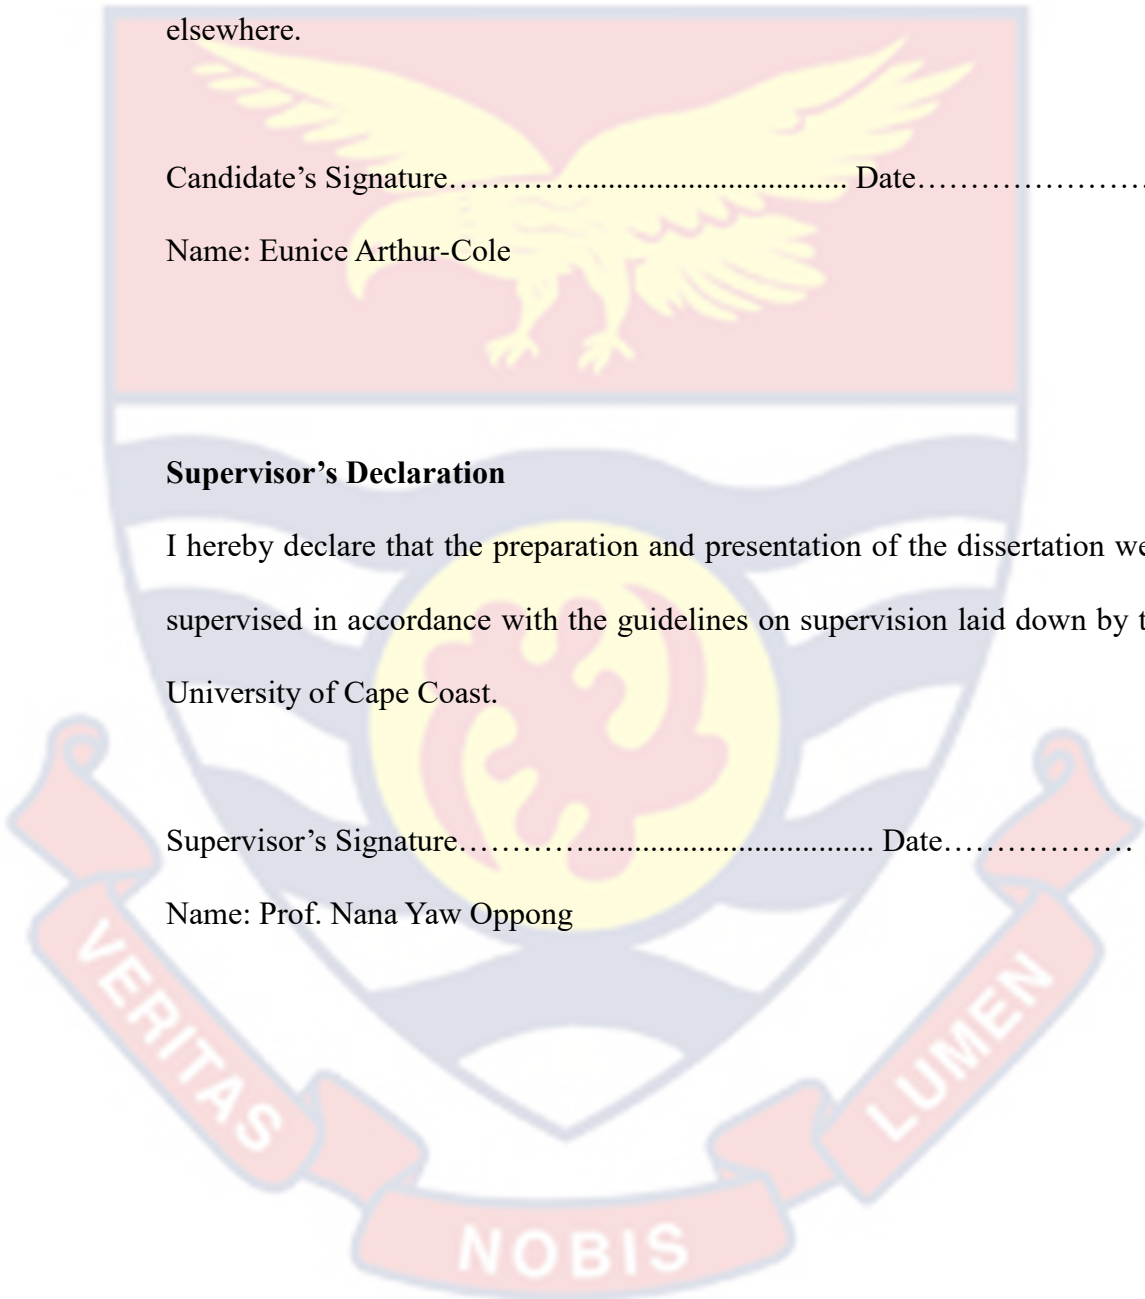 elsewhere.
Candidate’s Signature…………................................... Date……………………
Name: Eunice Arthur-Cole
Supervisor’s Declaration
I hereby declare that the preparation and presentation of the dissertation we
supervised in accordance with the guidelines on supervision laid down by t
University of Cape Coast.
Supervisor’s Signature…………..................................... Date………………
Name: Prof. Nana Yaw Oppong
VERITAS
NOBIS
LUMEN